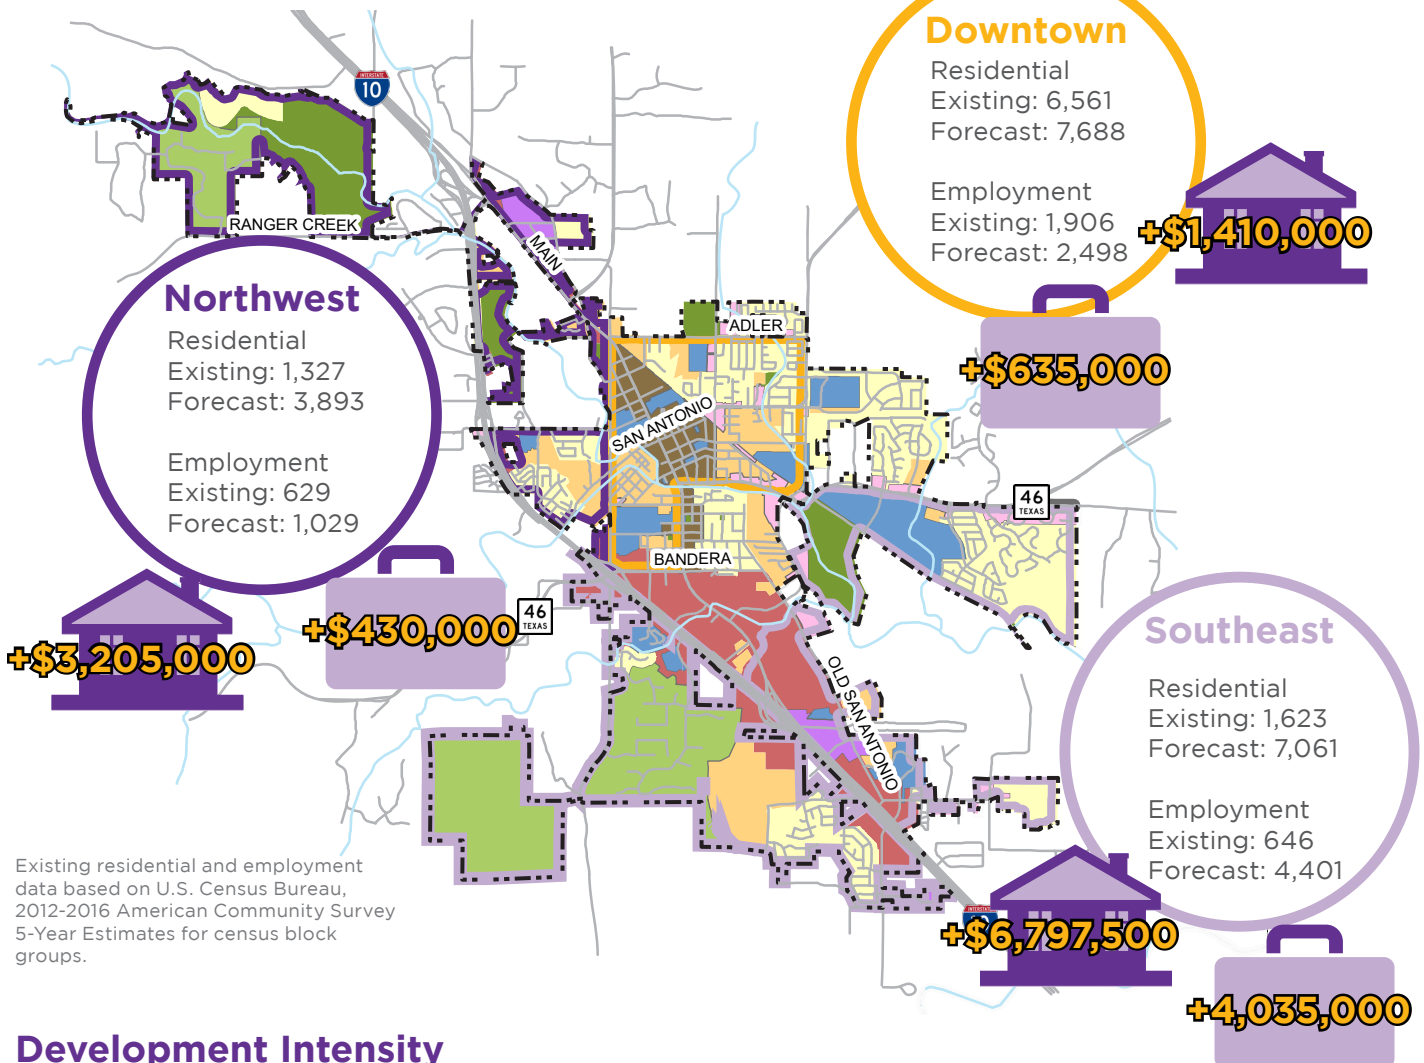 Downtown
Residential
Existing: 6,561
Forecast: 7,688
Employment
Existing: 1,906
Forecast: 2,498
+$1,410,000
+$635,000
INTERSTATE
10
RANGER CREEK
MAIN
ADLER
SAN ANTONIO
BANDERA
46
TEXAS
46
TEXAS
OLD SAN ANTONIO
Northwest
Residential
Existing: 1,327
Forecast: 3,893
Employment
Existing: 629
Forecast: 1,029
+$3,205,000
+$430,000
Southeast
Residential
Existing: 1,623
Forecast: 7,061
Employment
Existing: 646
Forecast: 4,401
INTERSTATE
+$6,797,500
+4,035,000
Existing residential and employment
data based on U.S. Census Bureau,
2012-2016 American Community Survey
5-Year Estimates for census block
groups.
Development Intensity